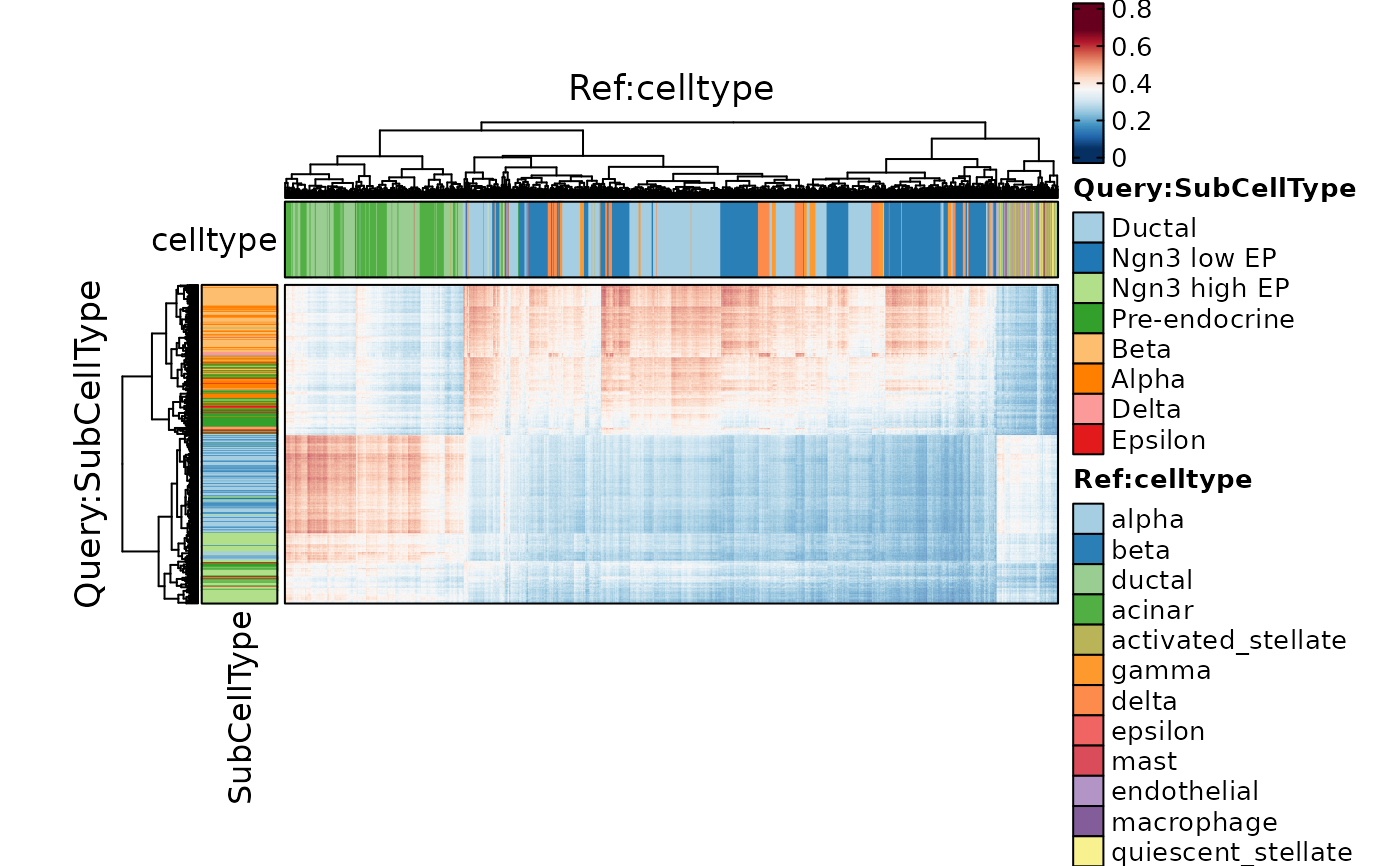 Ref:celltype
celltype
Query:SubCellType
SubCellType
0.8
0.6
0.4
0.2
0
Query:SubCellType
Ductal
Ngn3 low EP
Ngn3 high EP
Pre-endocrine
Beta
Alpha
Delta
Epsilon
Ref:celltype
alpha
beta
ductal
acinar
activated_stellate
gamma
delta
epsilon
mast
endothelial
macrophage
quiescent_stellate